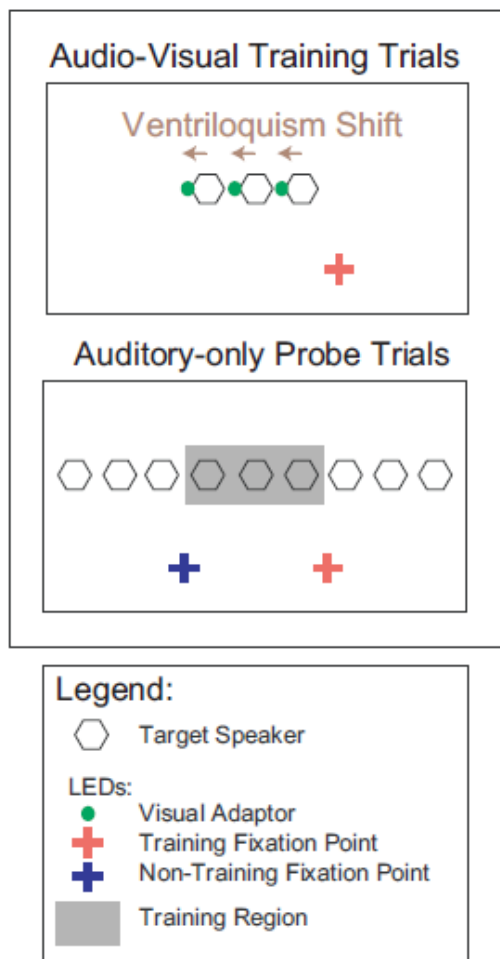 Audio-Visual Training Trials
Ventriloquism Shift
Auditory-only Probe Trials
Legend:
Target Speaker
LEDs:
Visual Adaptor
Training Fixation Point
Non-Training Fixation Point
Training Region